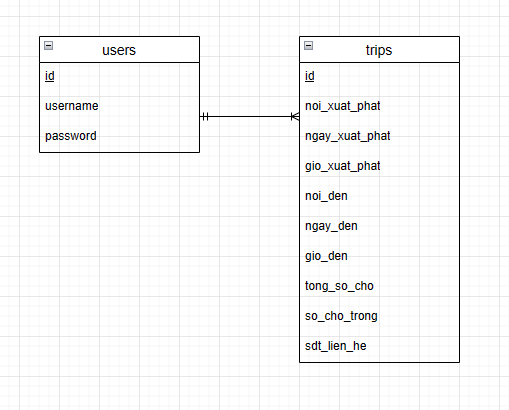 users
id
username
password
trips
id
noi_xuat_phat
ngay_xuat_phat
gio_xuat_phat
noi_den
ngay_den
gio_den
tong_so_cho
so_cho_trong
sdt_lien_he